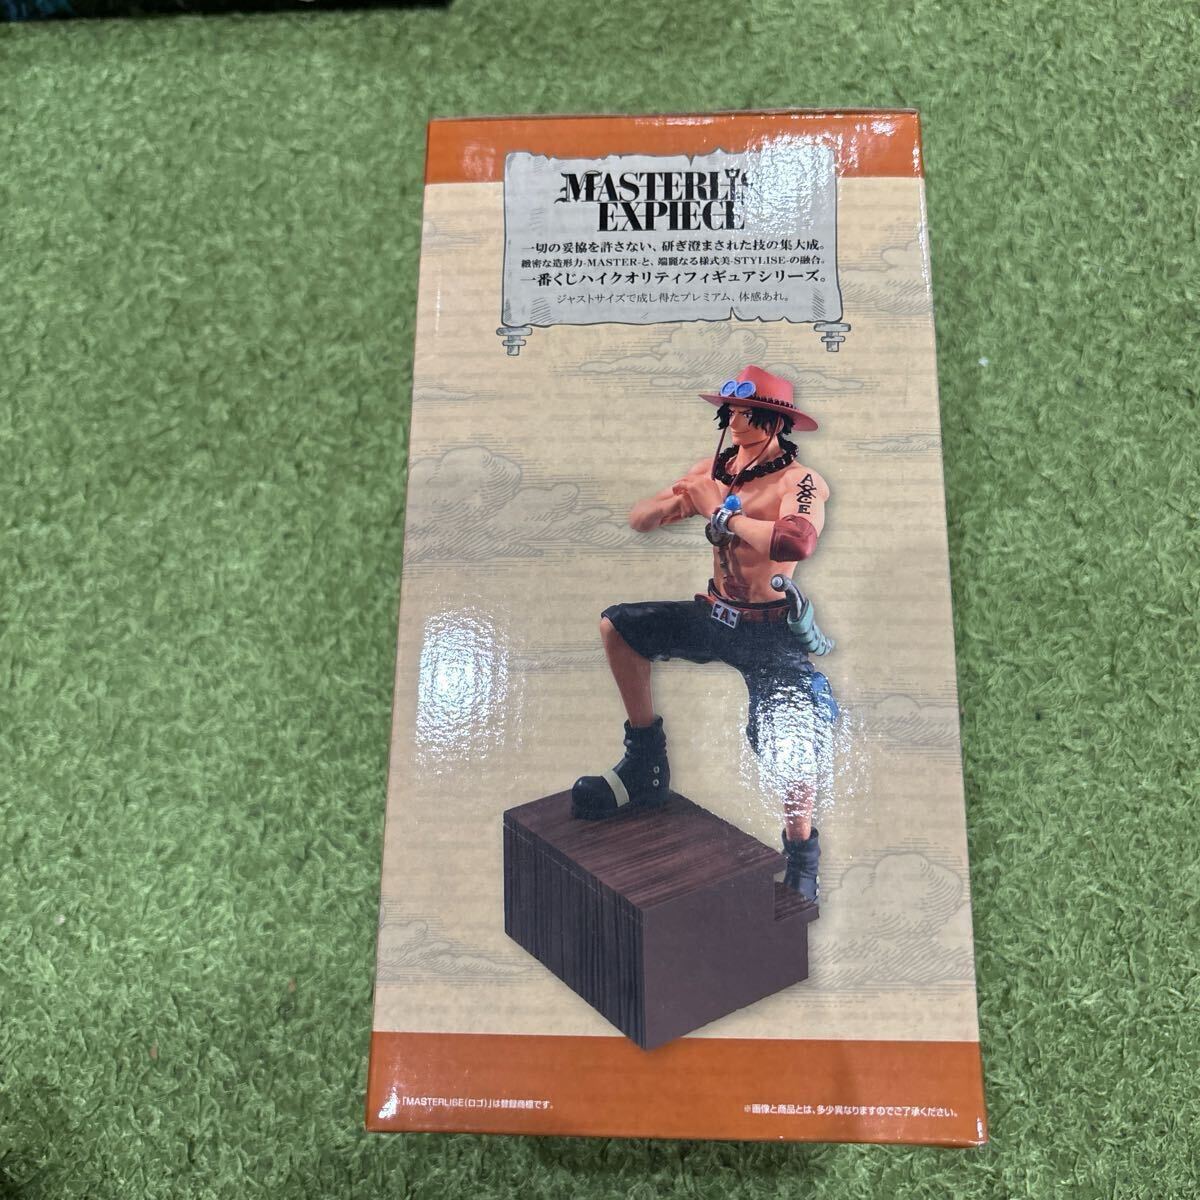 MASTERLIS
EXPIECE
一切の妥協を許さない、研ぎ澄まされた技の集大成。
緻密な造形力-MASTER-と、端麗なる様式美-STYLISE-の融合。
一番くじハイクオリティフィギュアシリーズ。
ジャストサイズで成し得たプレミアム、体感あれ。
ASCE
A
「MASTERLISE(ロゴ)」は登録商標です。
※画像と商品とは、多少異なりますのでご了承ください。